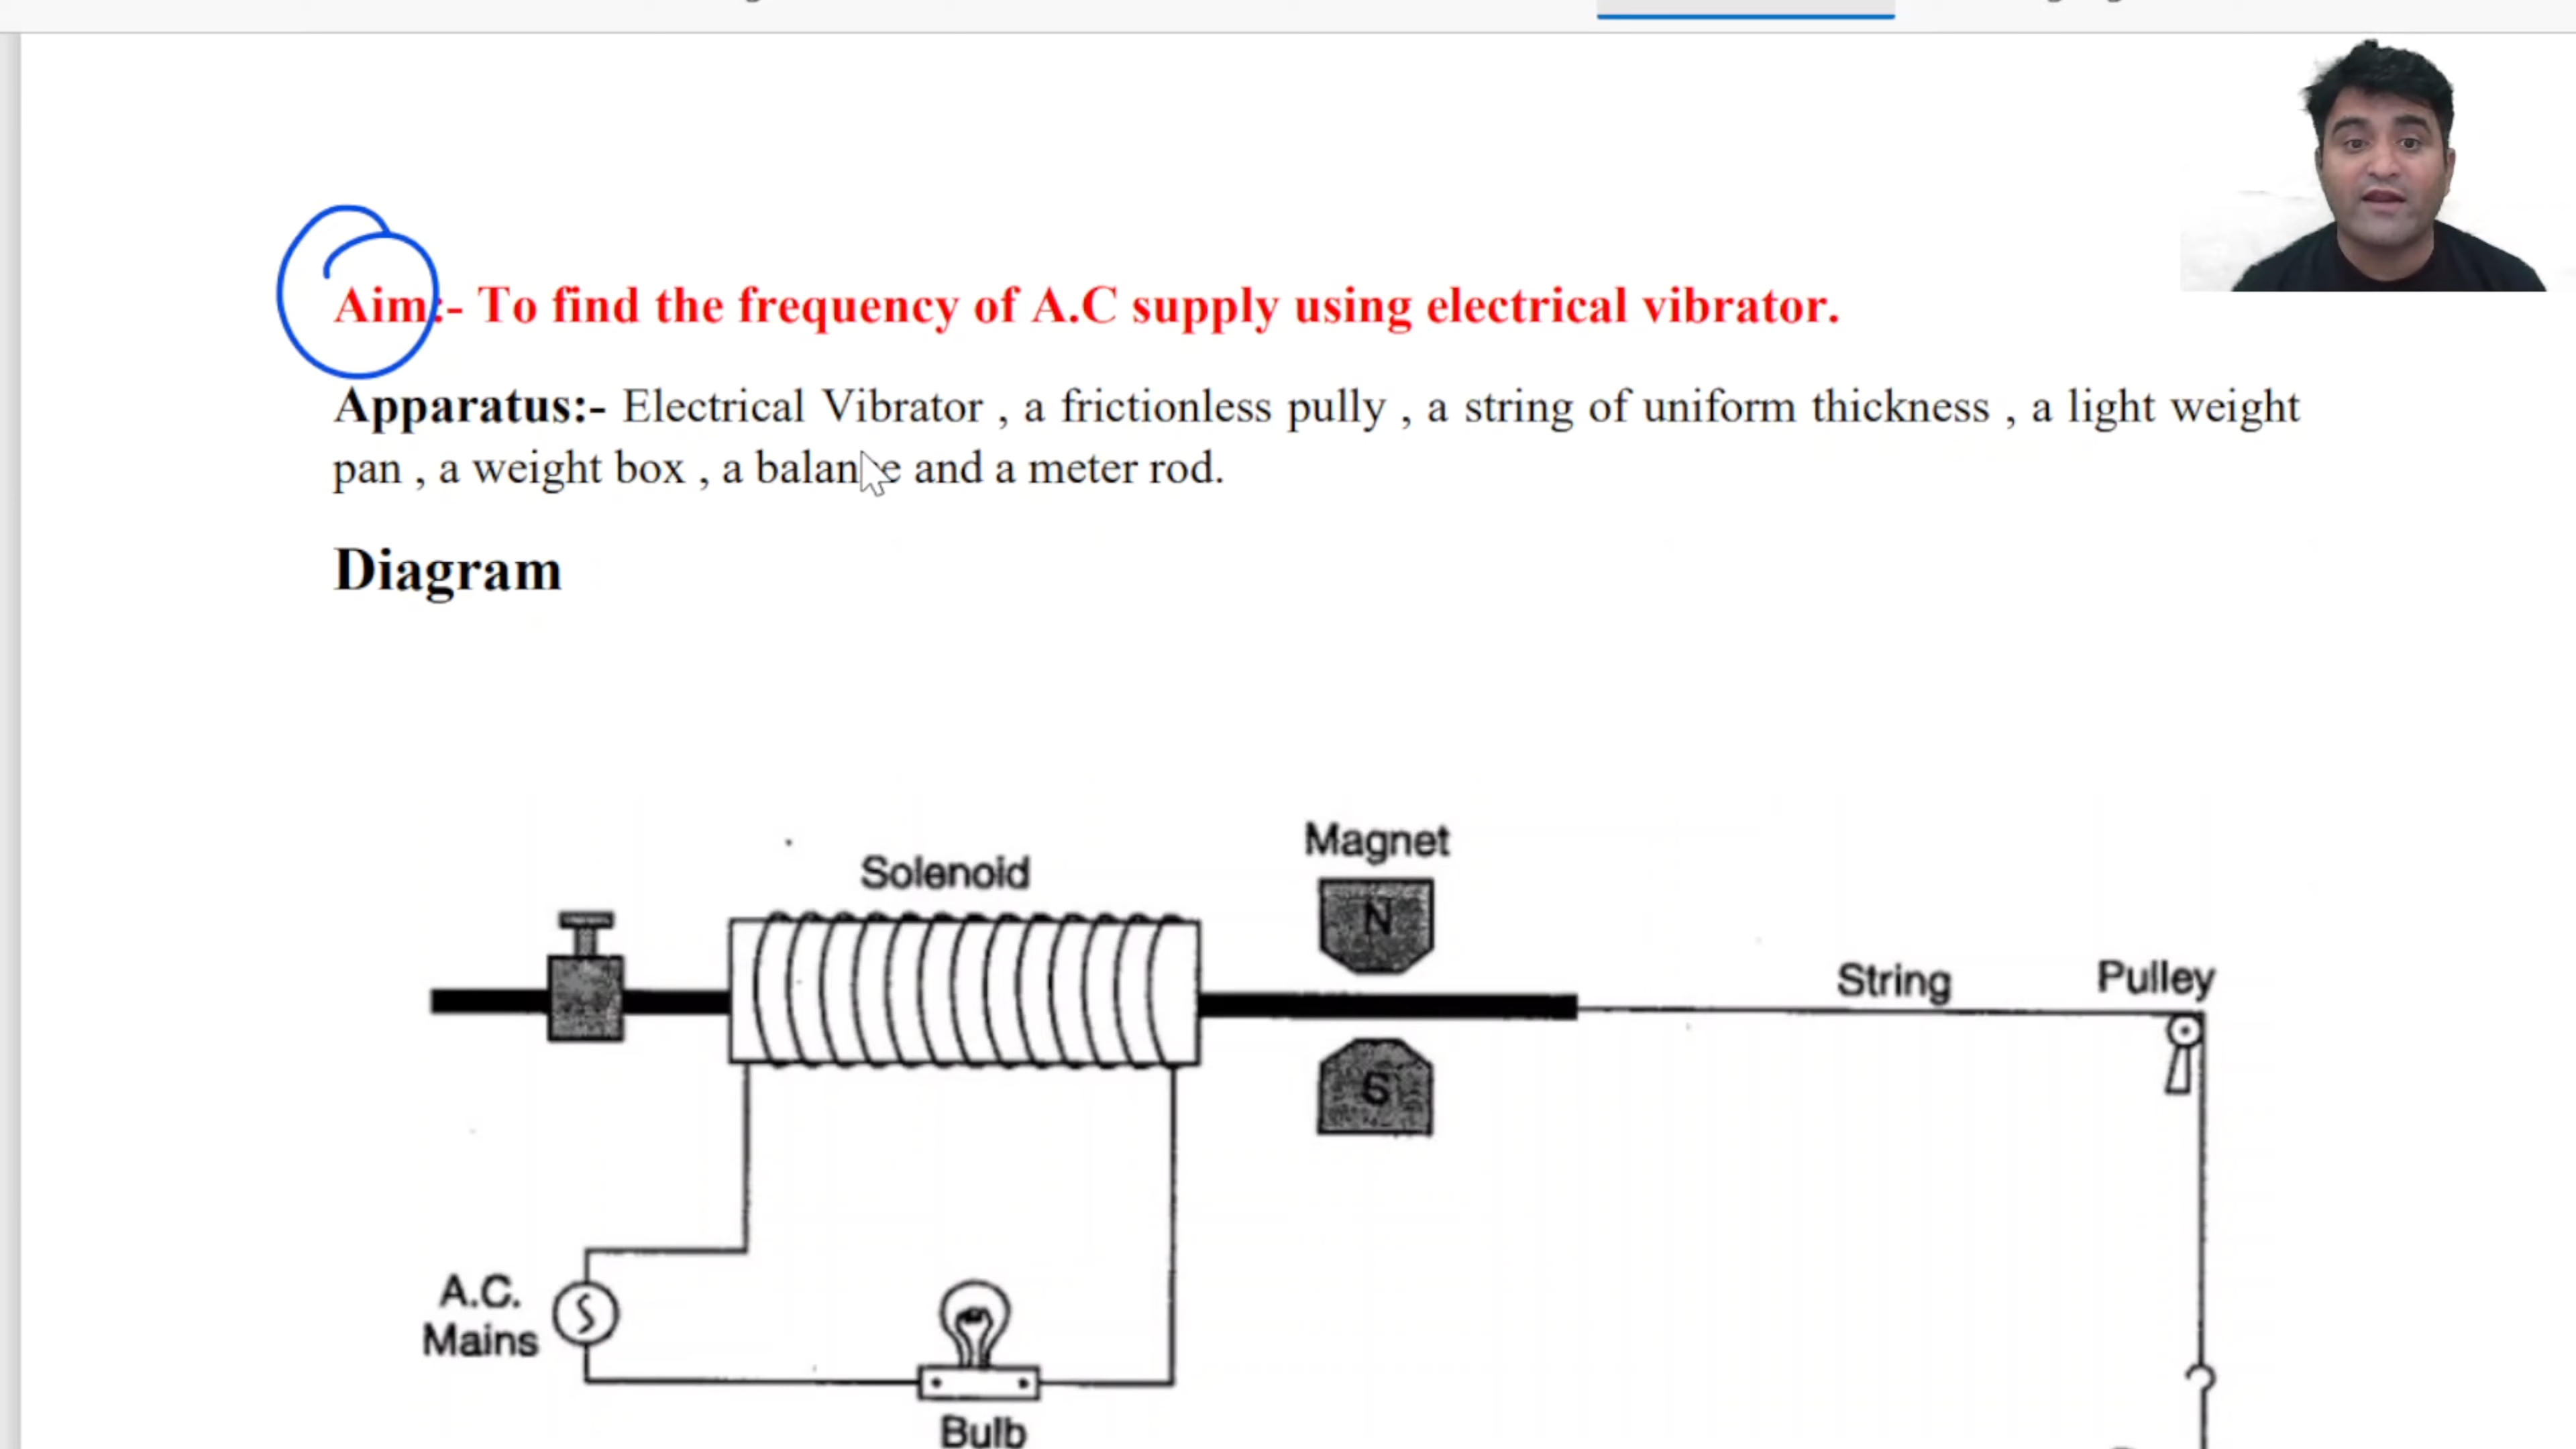 Aim:- To find the frequency of A.C supply using electrical vibrator.
Apparatus:- Electrical Vibrator , a frictionless pully , a string of uniform thickness , a light weight
pan , a weight box , a balance and a meter rod.
Diagram
Magnet
Solenoid
N
String
Pulley
S
A.C.
Mains
Bulb